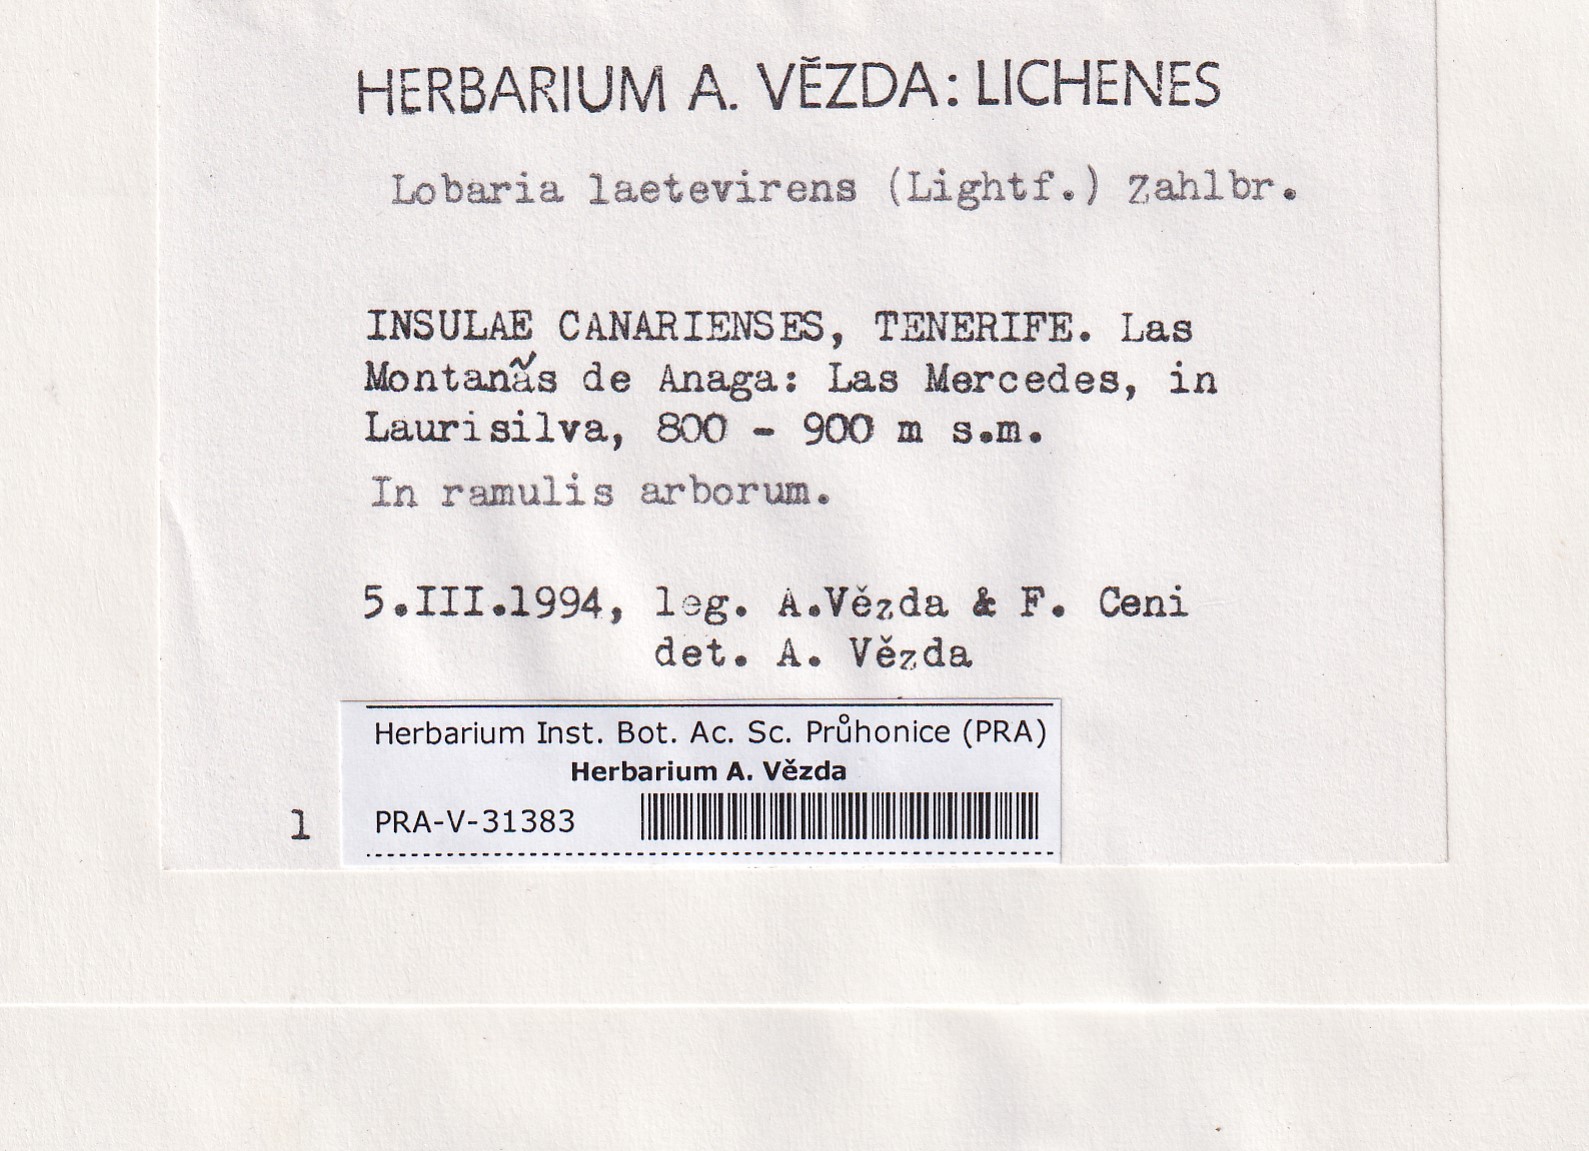 HERBARIUM A. VĚZDA: LICHENES
Lobaria laetevirens (Lightf.) Zahlbr.
INSULAE CANARIENSES, TENERIFE. Las
Montanãs de Anaga: Las Mercedes, in
Laurisilva, 800 - 900 m s.m.
In ramulis arborum.
5.III.1994, leg. A.Vězda & F. Ceni
det. A. Vězda
Herbarium Inst. Bot. Ac. Sc. Průhonice (PRA)
Herbarium A. Vězda
1 PRA-V-31383